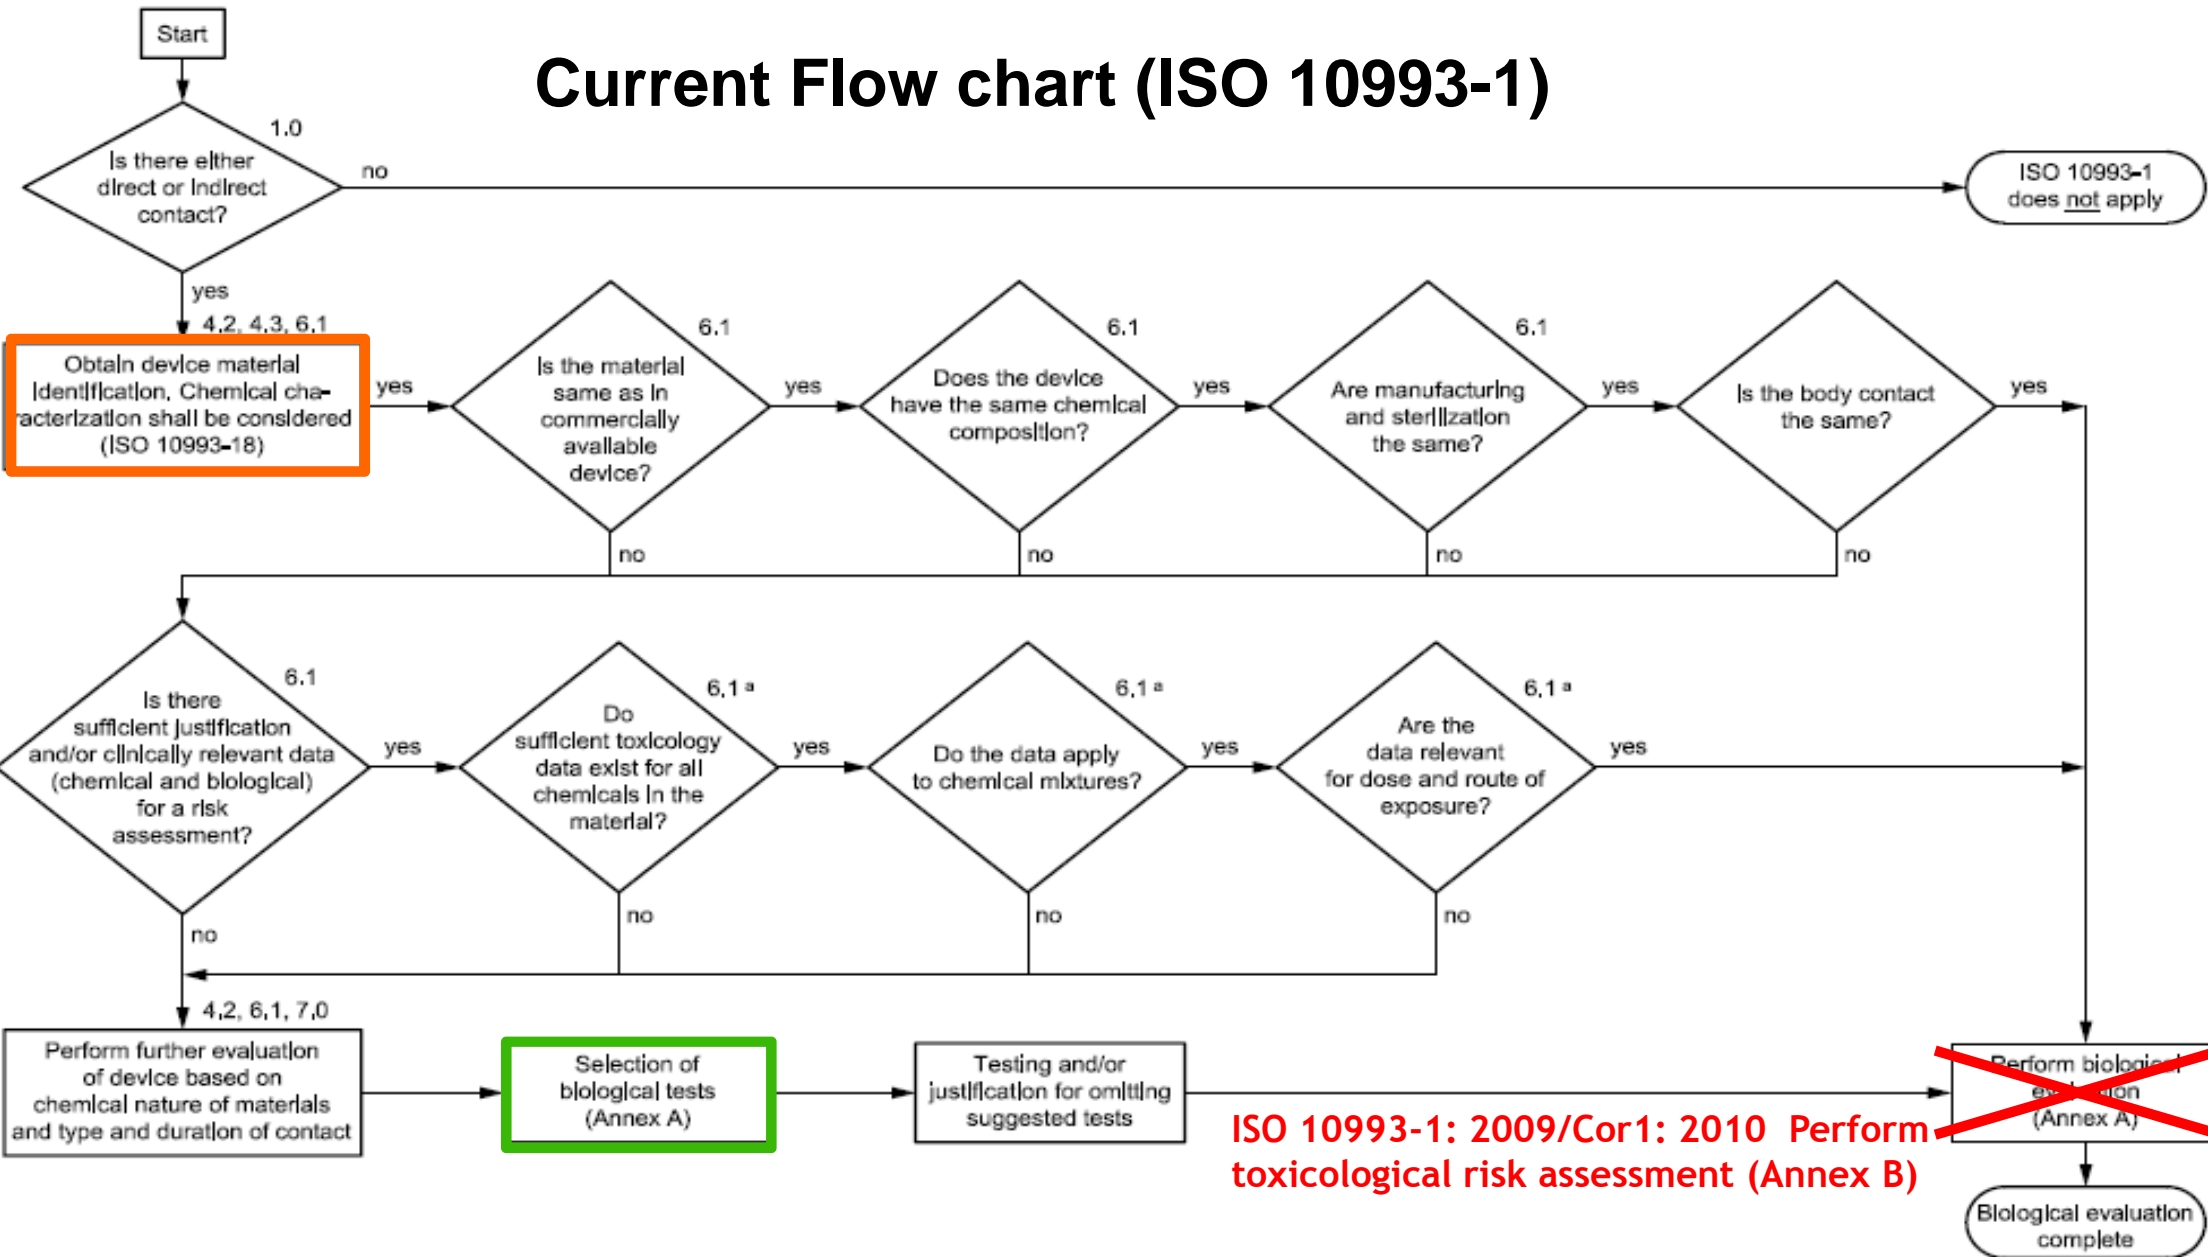 Start
Current Flow chart (ISO 10993-1)
1.0
Is there either
direct or indirect
contact?
no
ISO 10993-1
does not apply
yes
4.2, 4.3, 6.1
Obtain device material
identification, Chemical cha-
racterization shall be considered
(ISO 10993-18)
yes
6.1
Is the material
same as in
commercially
available
device?
yes
6.1
Does the device
have the same chemical
composition?
yes
6.1
Are manufacturing
and sterilization
the same?
yes
Is the body contact
the same?
yes
no
no
no
no
6.1
Is there
sufficient justification
and/or clinically relevant data
(chemical and biological)
for a risk
assessment?
yes
6.1 a
Do
sufficient toxicology
data exist for all
chemicals in the
material?
yes
6.1 a
Do the data apply
to chemical mixtures?
yes
6.1 a
Are the
data relevant
for dose and route of
exposure?
yes
no
no
no
no
4.2, 6.1, 7.0
Perform further evaluation
of device based on
chemical nature of materials
and type and duration of contact
Selection of
biological tests
(Annex A)
Testing and/or
justification for omitting
suggested tests
Perform biological
evaluation
(Annex A)
ISO 10993-1: 2009/Cor1: 2010 Perform
toxicological risk assessment (Annex B)
Biological evaluation
complete